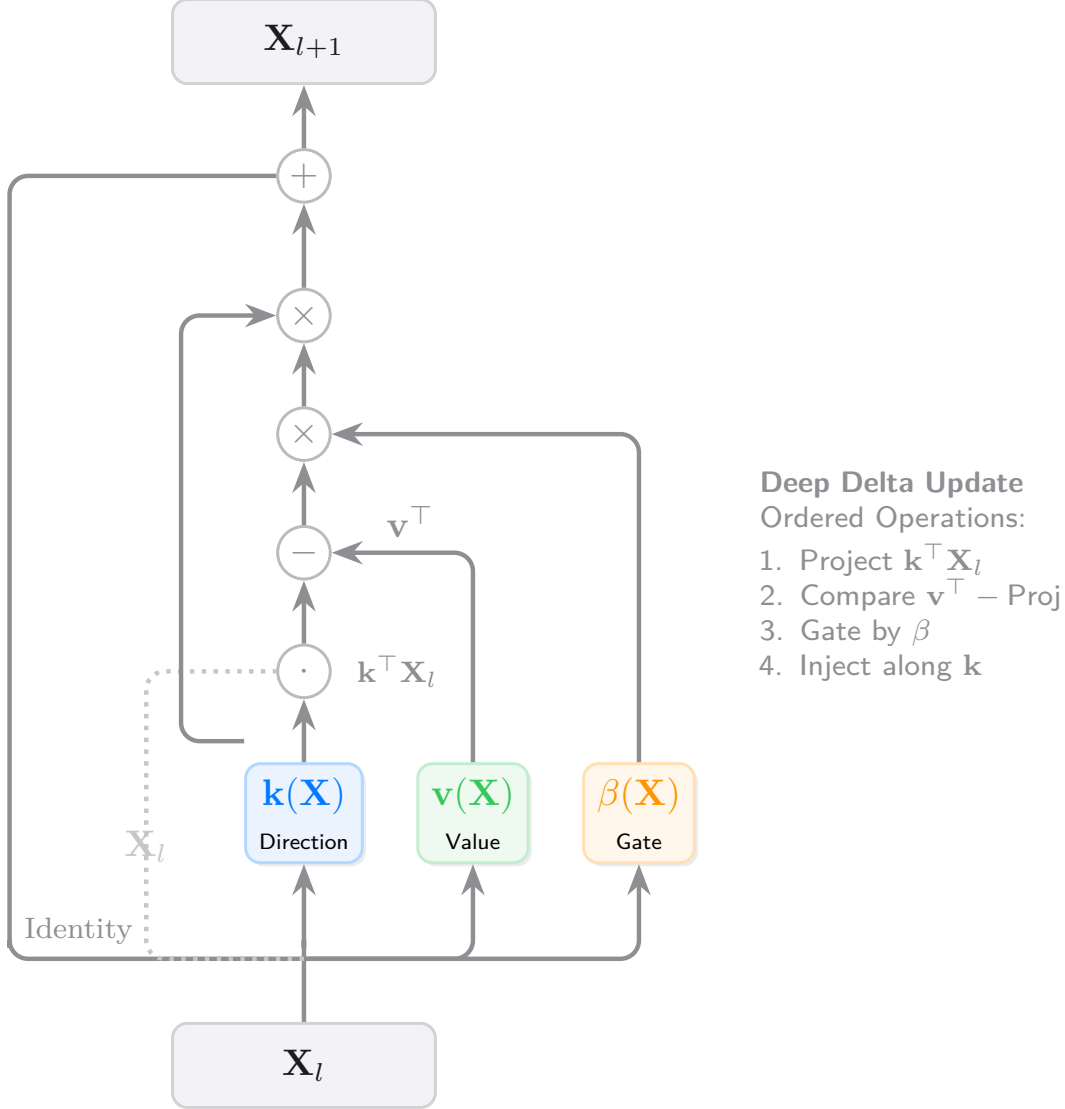 X_{l+1}
+
×
×
v^⊤
−
·
k^⊤X_l
Deep Delta Update
Ordered Operations:
1. Project k^⊤X_l
2. Compare v^⊤ − Proj
3. Gate by β
4. Inject along k
k(X)
Direction
v(X)
Value
β(X)
Gate
X_l
Identity
X_l